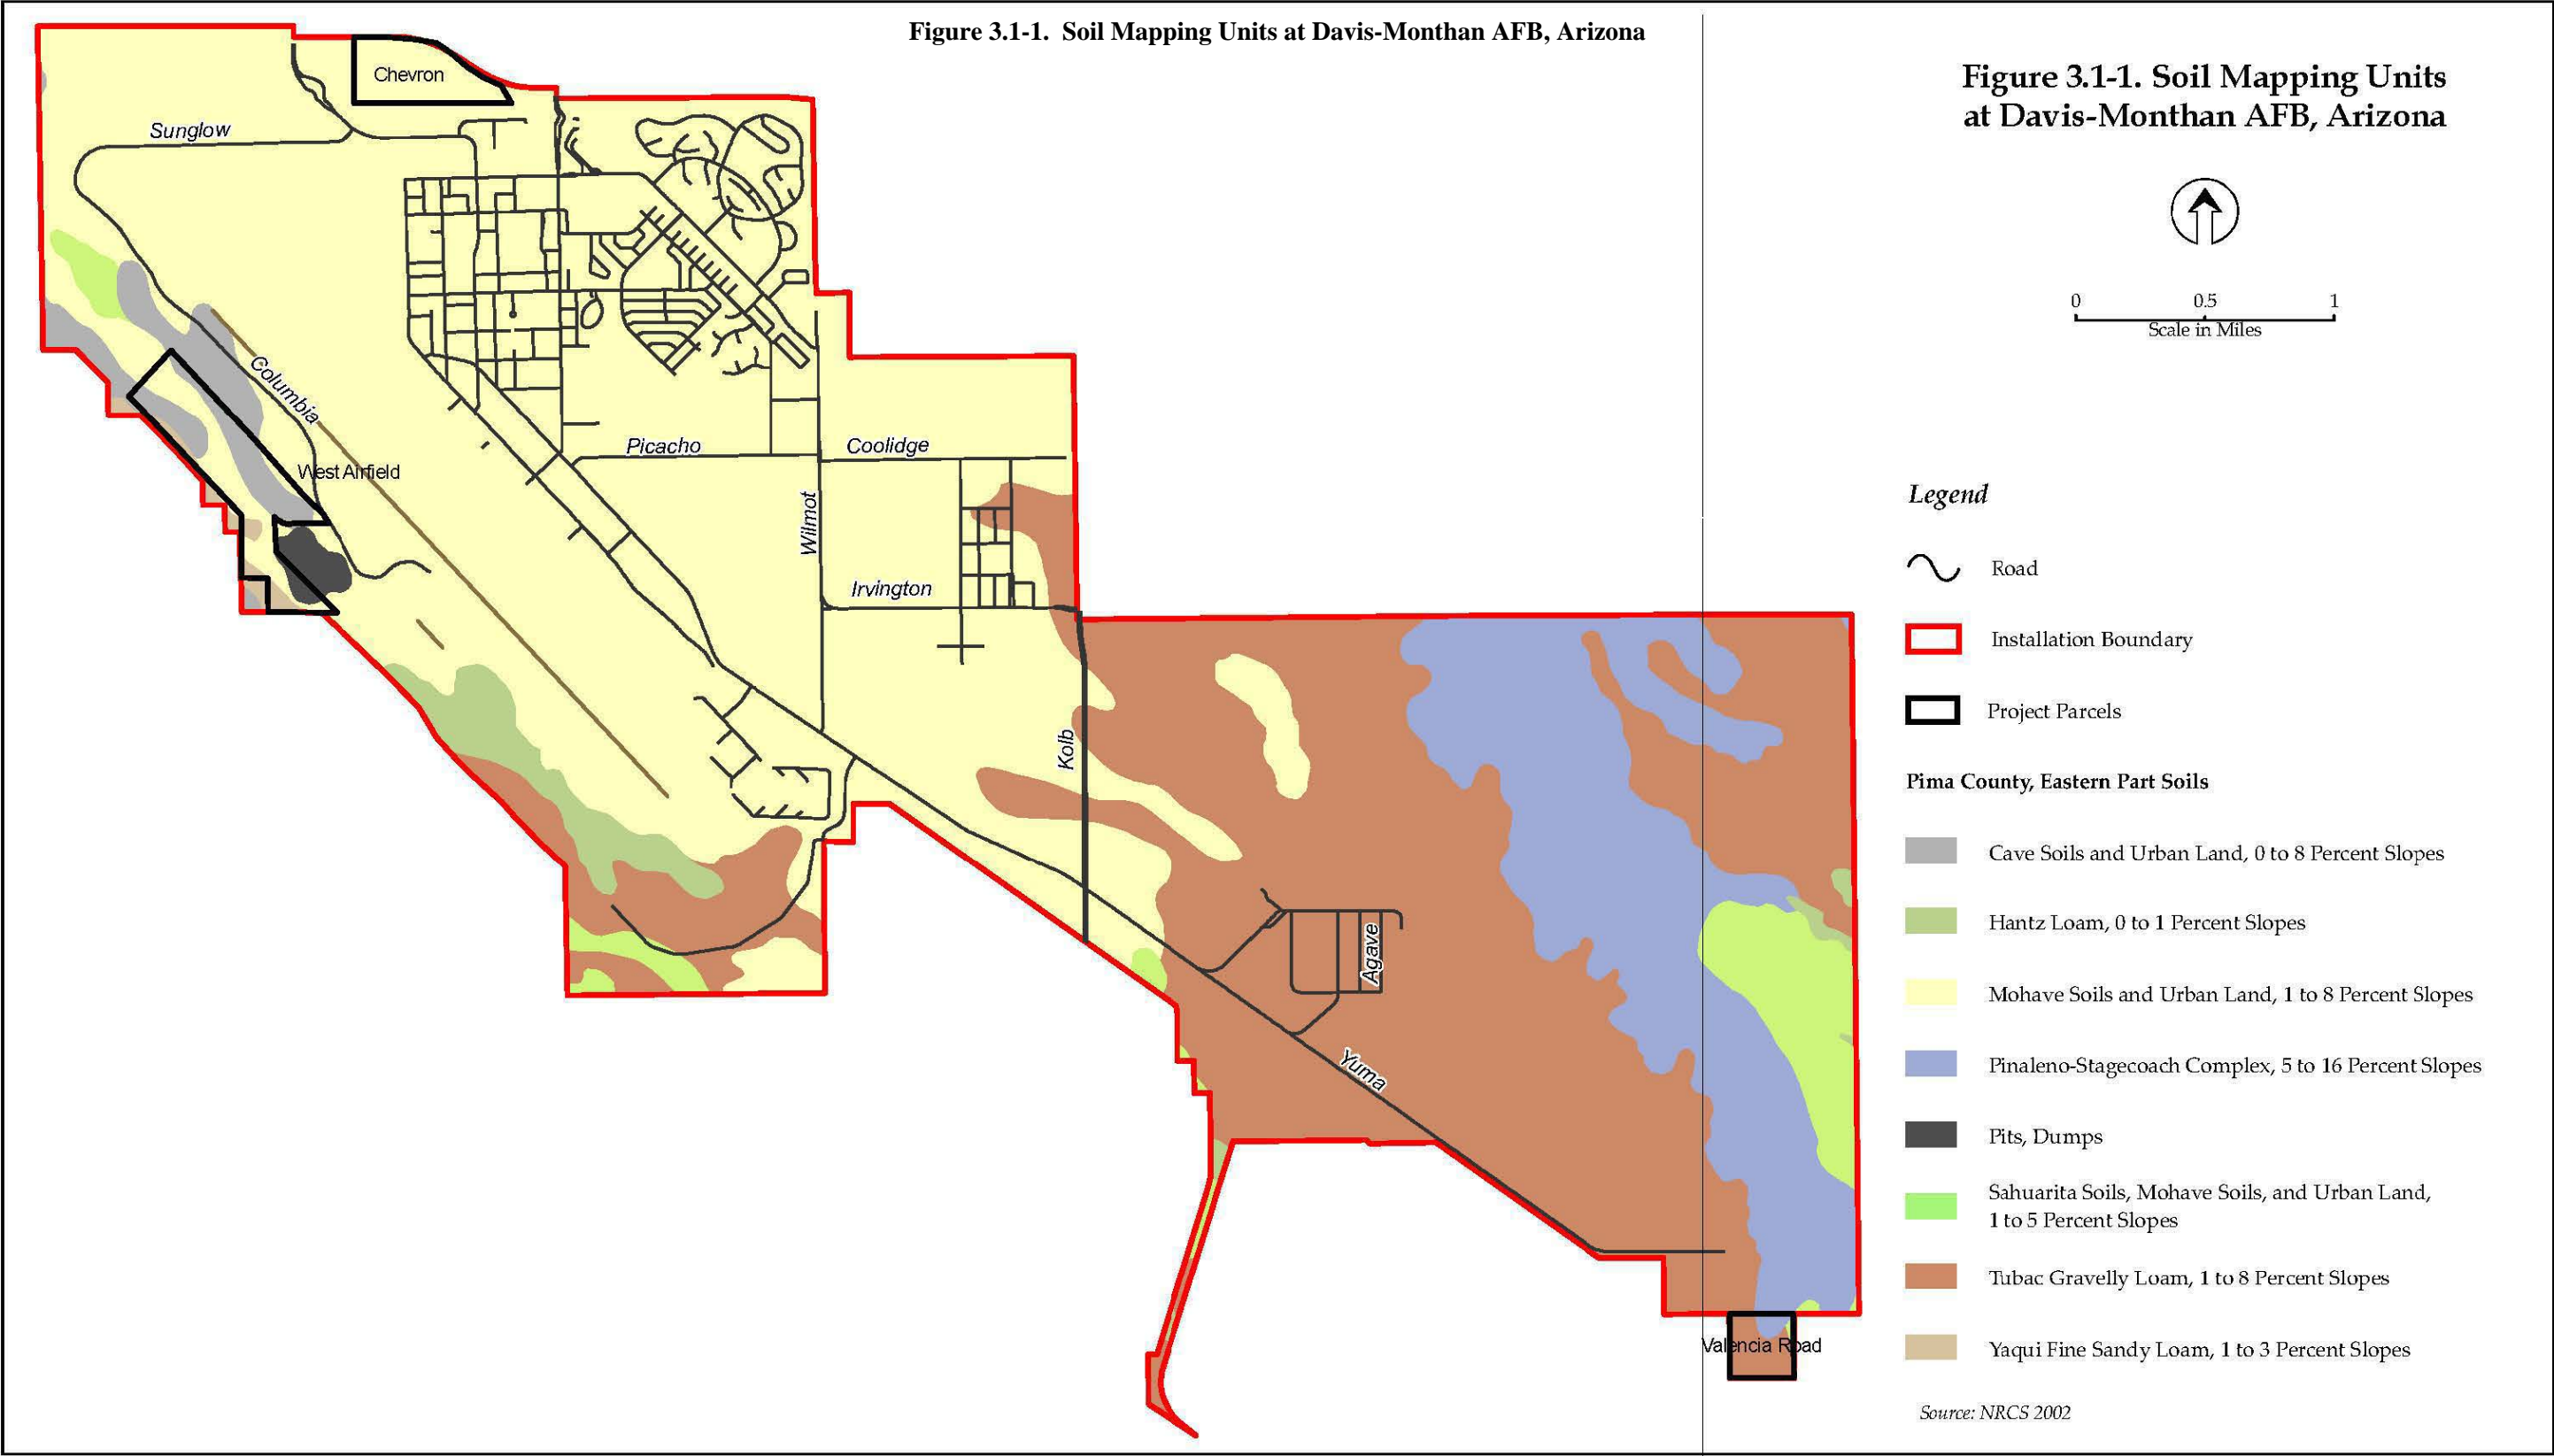 Figure 3.1-1.  Soil Mapping Units at Davis-Monthan AFB, Arizona
Figure 3.1-1. Soil Mapping Units
at Davis-Monthan AFB, Arizona
0 0.5 1
Scale in Miles
Chevron
Sunglow
Columbia
West Airfield
Picacho
Coolidge
Wilmot
Irvington
Kolb
Agave
Yuma
Valencia Road
Legend
Road
Installation Boundary
Project Parcels
Pima County, Eastern Part Soils
Cave Soils and Urban Land, 0 to 8 Percent Slopes
Hantz Loam, 0 to 1 Percent Slopes
Mohave Soils and Urban Land, 1 to 8 Percent Slopes
Pinaleno-Stagecoach Complex, 5 to 16 Percent Slopes
Pits, Dumps
Sahuarita Soils, Mohave Soils, and Urban Land,
1 to 5 Percent Slopes
Tubac Gravelly Loam, 1 to 8 Percent Slopes
Yaqui Fine Sandy Loam, 1 to 3 Percent Slopes
Source: NRCS 2002